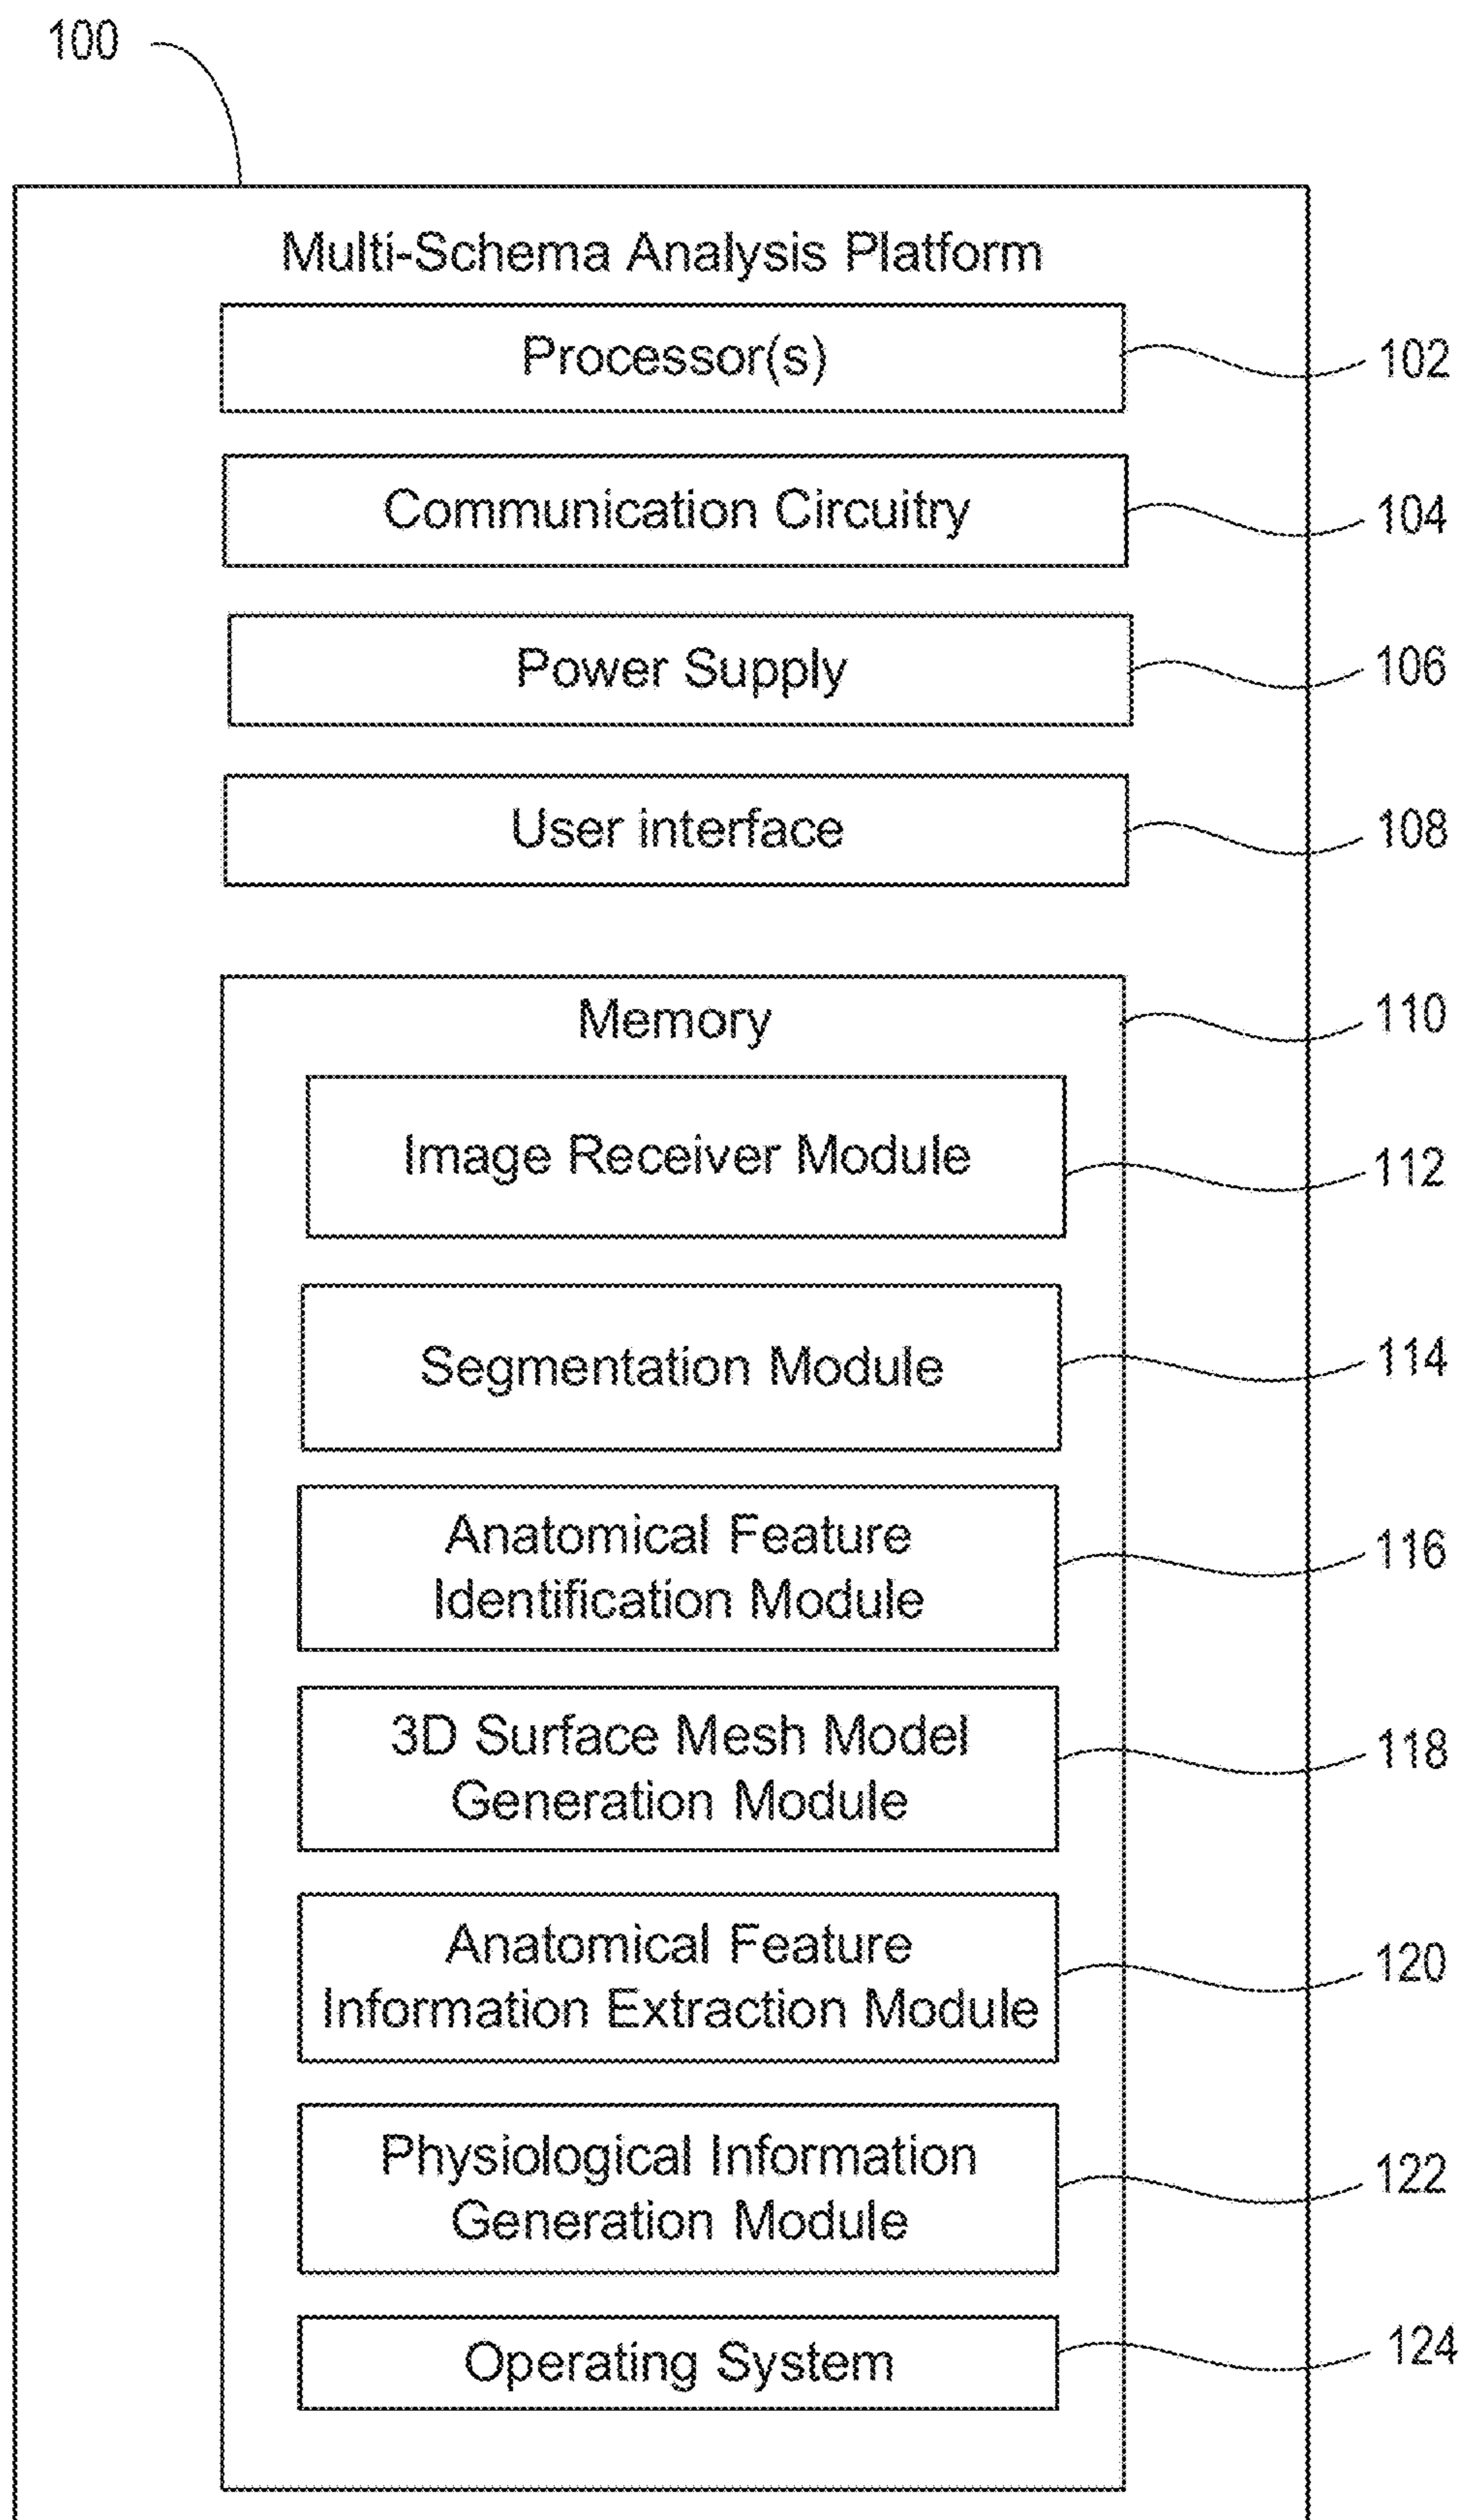 100
Multi-Schema Analysis Platform
Processor(s)
102
Communication Circuitry
104
Power Supply
106
User interface
108
Memory
110
Image Receiver Module
112
Segmentation Module
114
Anatomical Feature
Identification Module
116
3D Surface Mesh Model
Generation Module
118
Anatomical Feature
Information Extraction Module
120
Physiological Information
Generation Module
122
Operating System
124